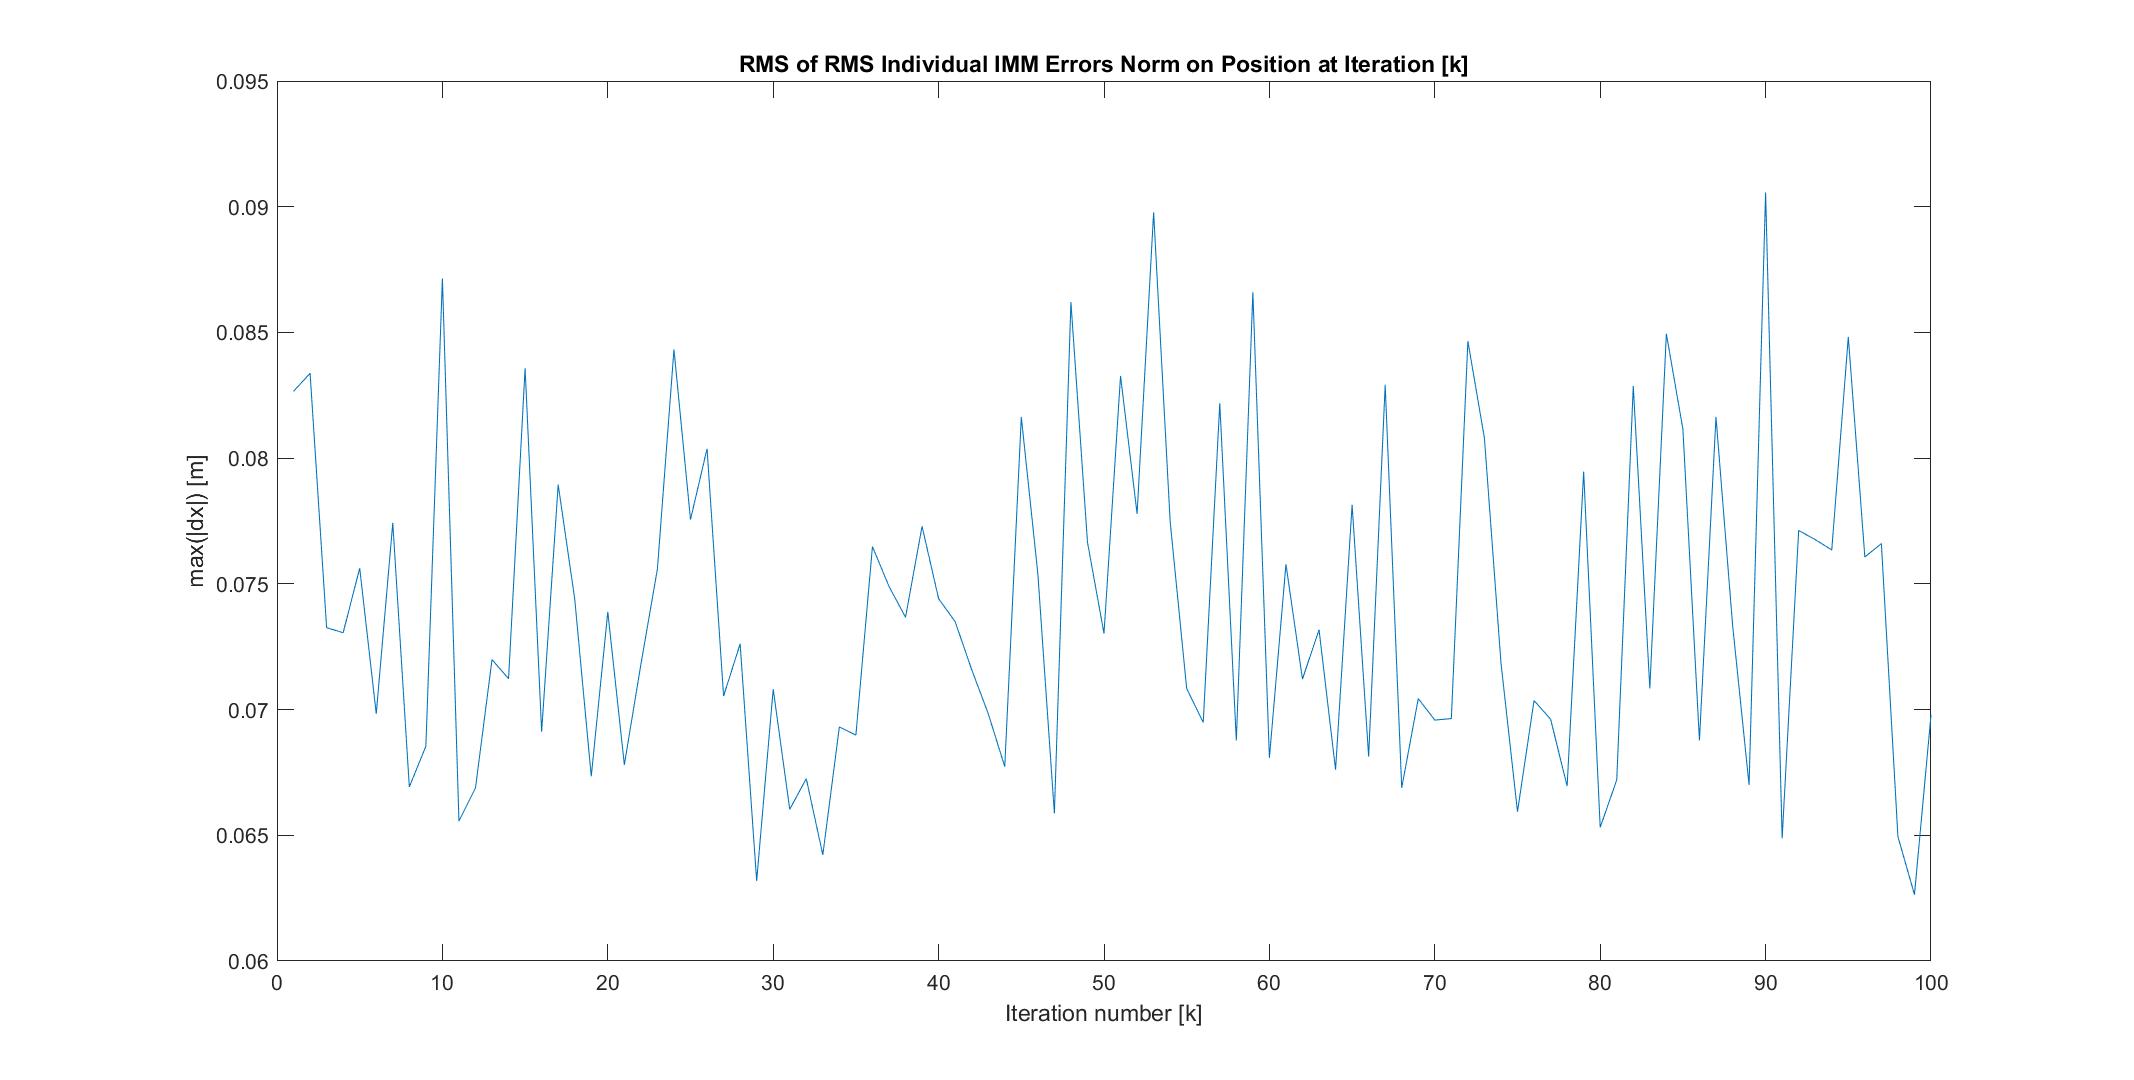 RMS of RMS Individual IMM Errors Norm on Position at Iteration [k]
0.095
0.09
0.085
0.08
0.075
0.07
0.065
0.06
max(|dx|) [m]
0 10 20 30 40 50 60 70 80 90 100
Iteration number [k]